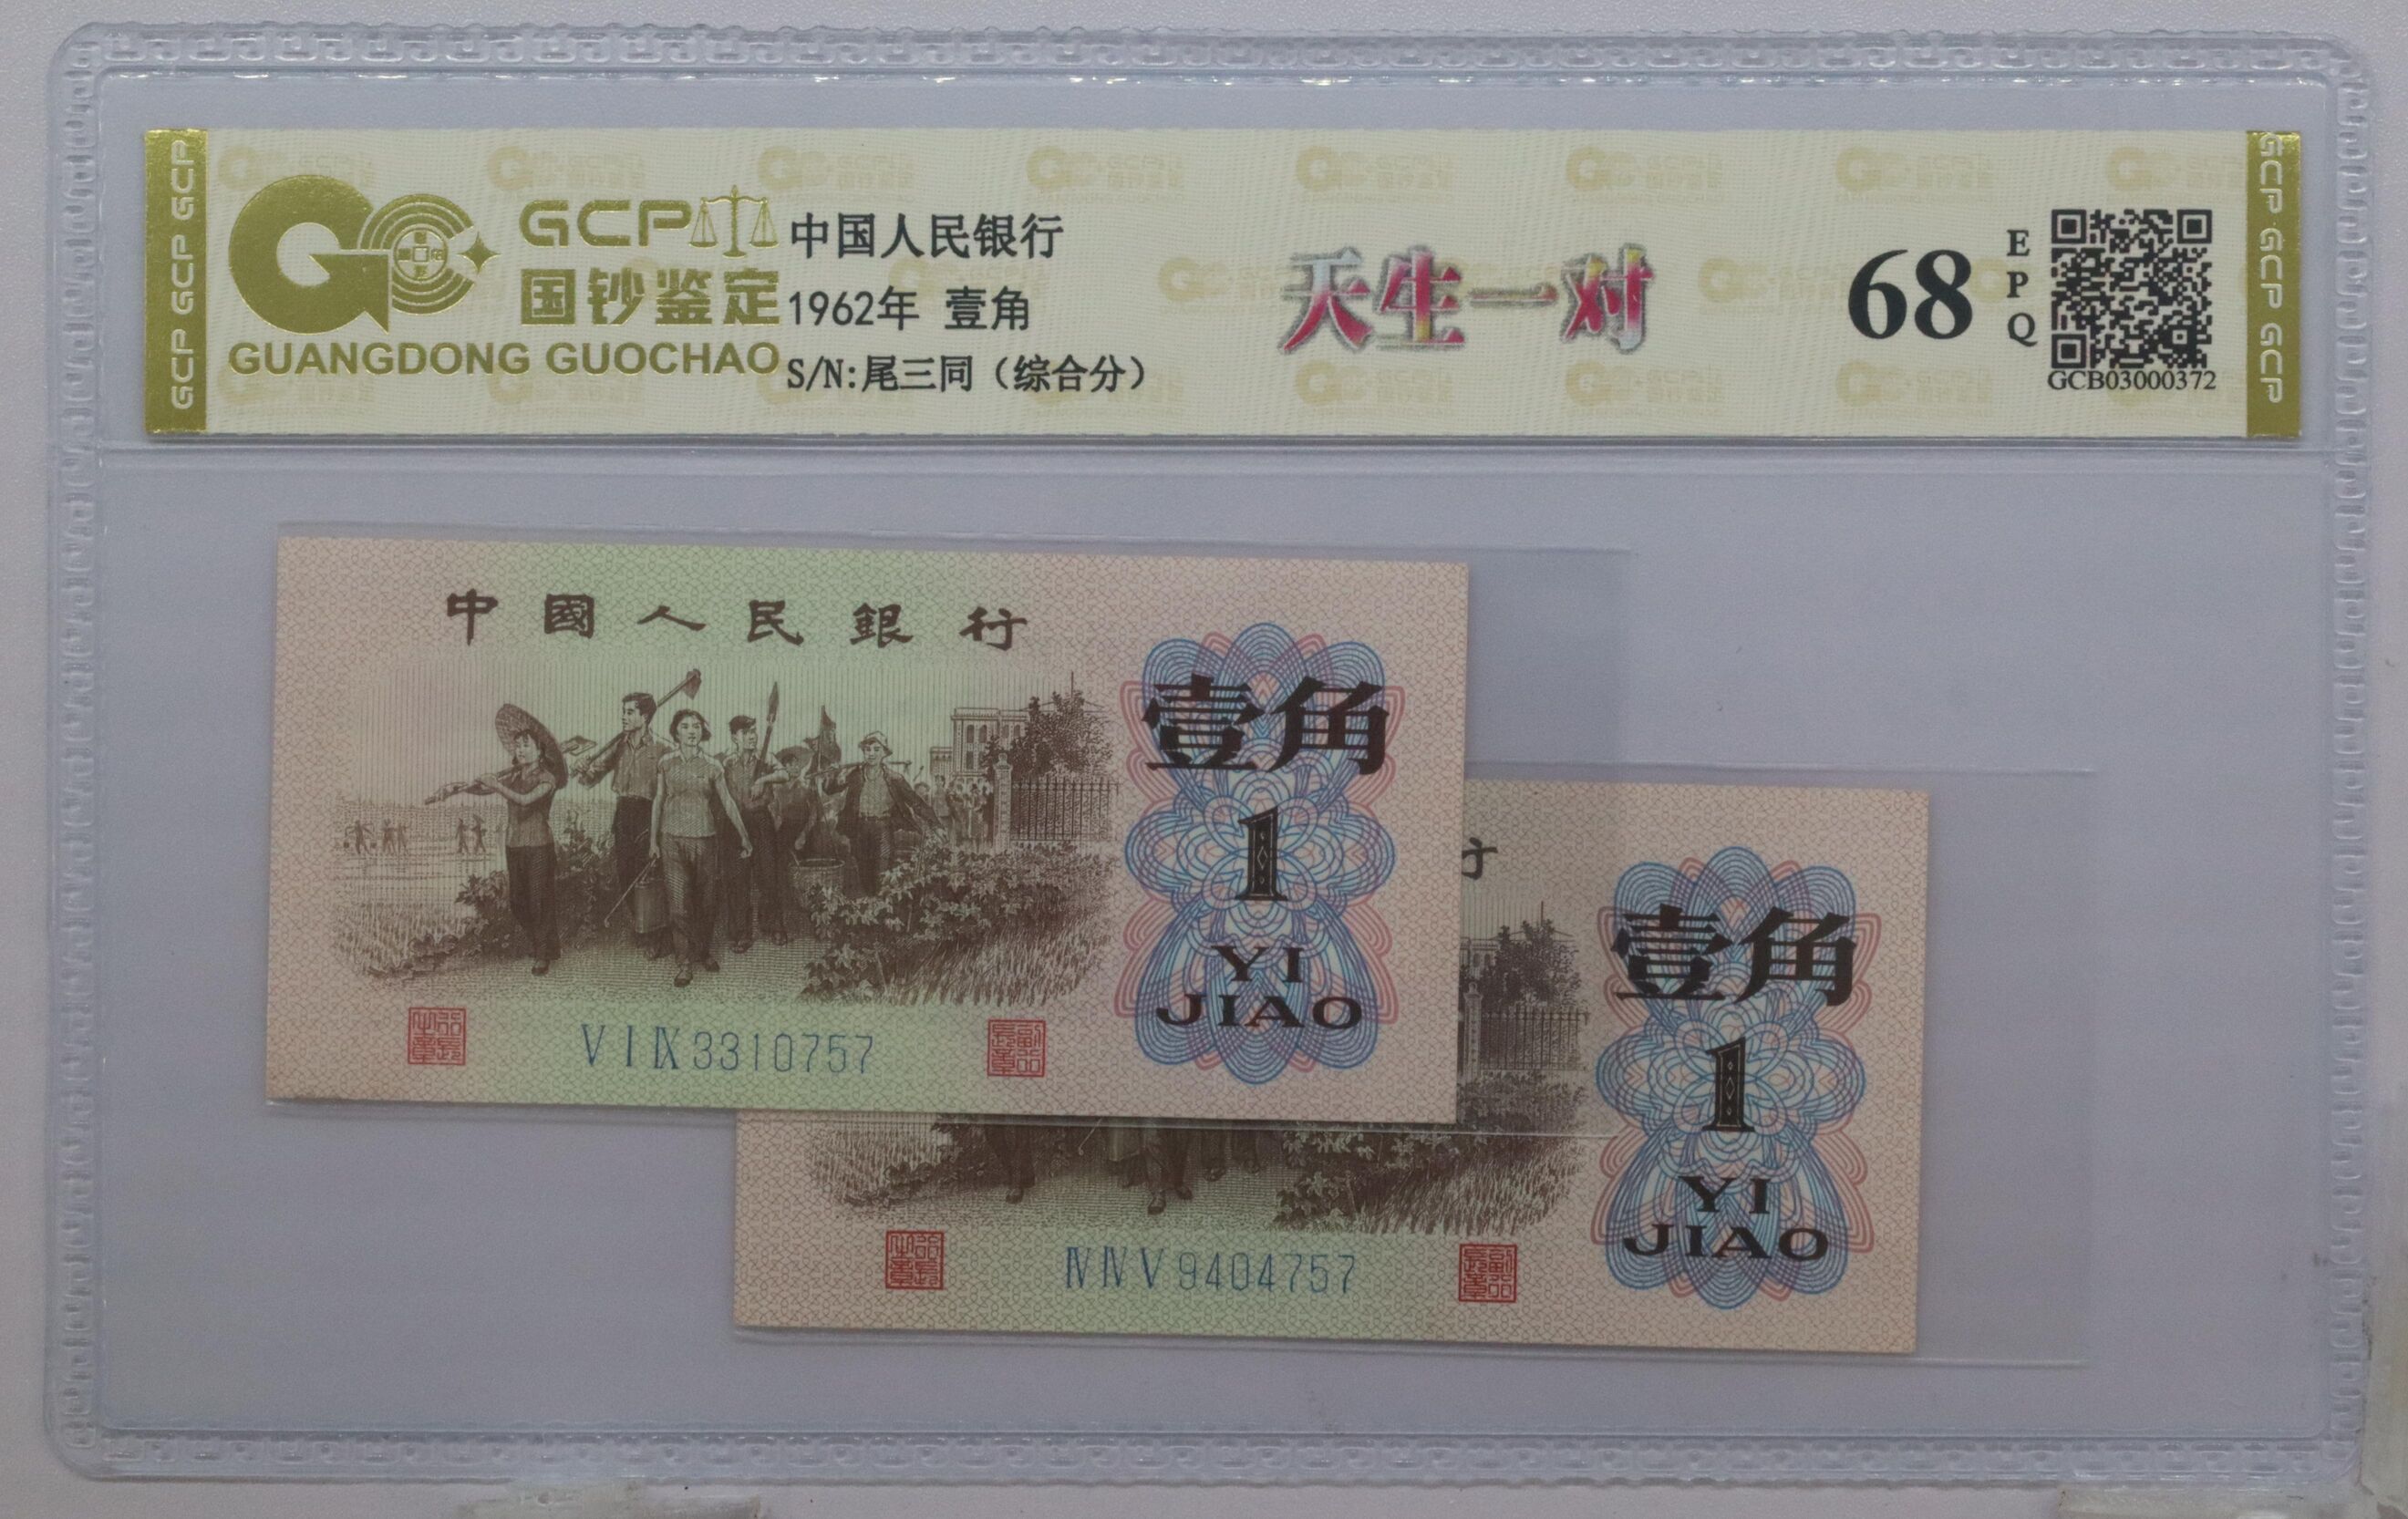 GCP GCP GCP
GCP
国钞鉴定
GUANGDONG GUOCHAO
中国人民银行
1962年 壹角
S/N:尾三同（综合分）
天生一对
68
EPQ
GCB03000372
GCP GCP GCP
中國人民銀行
壹角
1
YI
JIAO
VIⅨ3310757
行
壹角
1
YI
JIAO
ⅣⅣV9404757